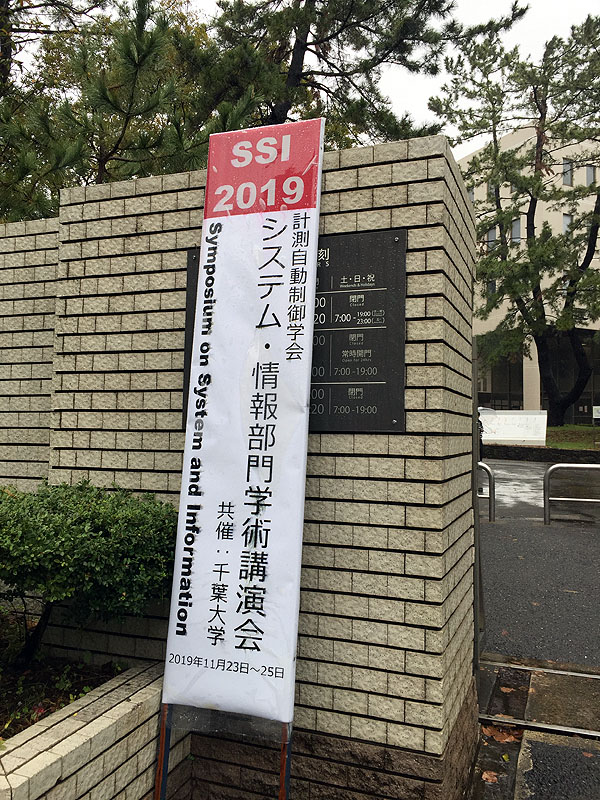 SSI
2019
計測自動制御学会
システム・情報部門学術講演会
共催：千葉大学
Symposium on System and Information
2019年11月23日～25日
刻
土・日・祝
Weekends & Holidays
閉門
Closed
7:00 - 19:00
23:00
閉門
Closed
常時開門
7:00 - 19:00
閉門
Closed
7:00 - 19:00